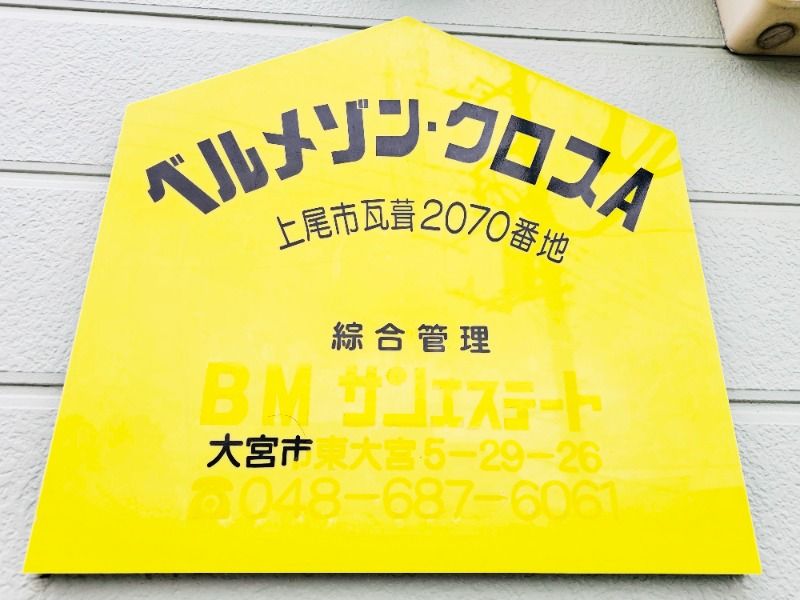 ベルメゾン・クロスA
上尾市瓦葺2070番地
綜合管理
BM サンエステート
大宮市東大宮5-29-26
☎048-687-6061